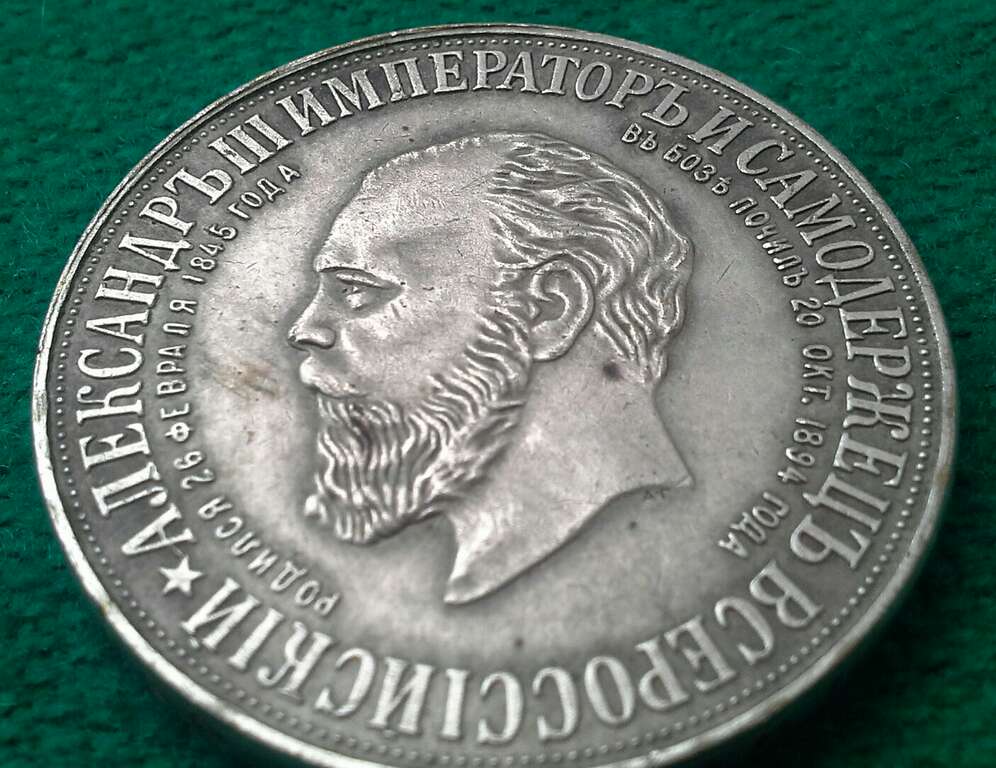 ★ АЛЕКСАНДРЪ III ИМПЕРАТОРЪ И САМОДЕРЖЕЦЪ ВСЕРОССІЙСКІЙ
РОДИЛСЯ 26 ФЕВРАЛЯ 1845 ГОДА
ВЪ БОЗѢ ПОЧИЛЪ 20 ОКТ. 1894 ГОДА
А Г